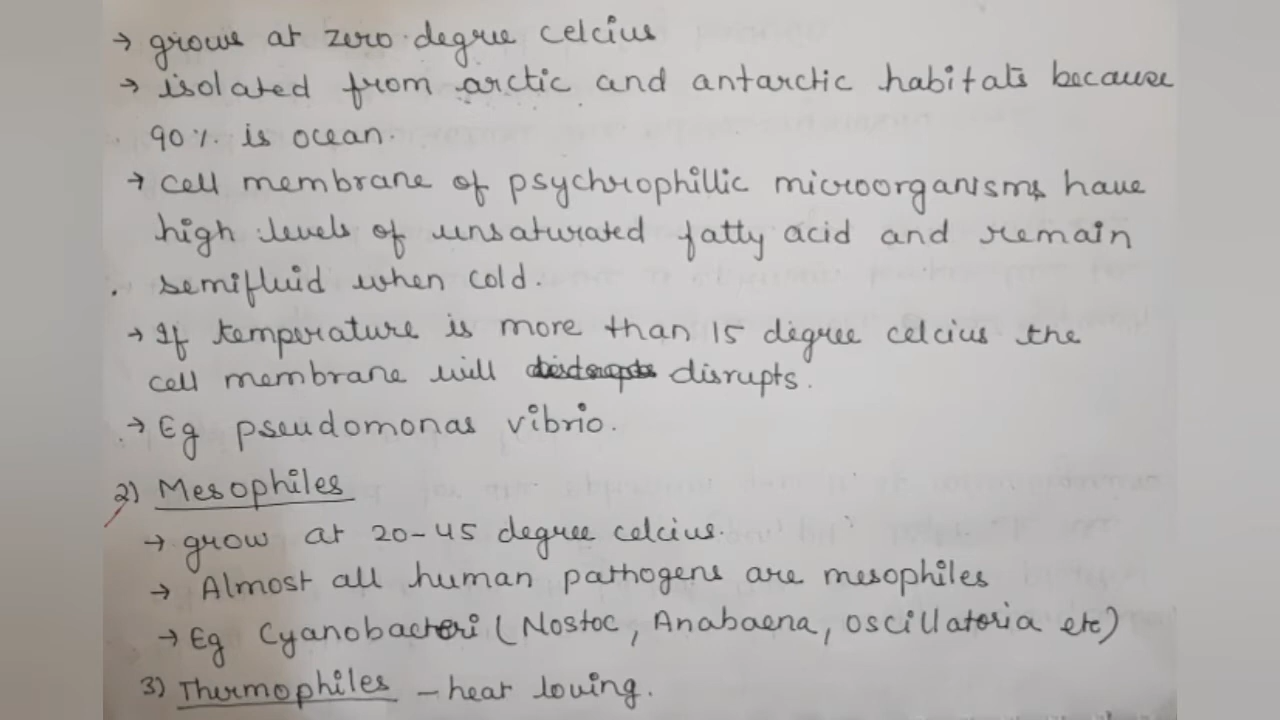 → grows at zero degree celcius
→ isolated from arctic and antarctic habitats because
90% is ocean.
→ cell membrane of psychrophillic microorganisms have
high levels of unsaturated fatty acid and remain
semifluid when cold.
→ If temperature is more than 15 degree celcius the
cell membrane will disrupts.
→ Eg pseudomonas vibrio.
2) Mesophiles
→ grow at 20-45 degree celcius.
→ Almost all human pathogens are mesophiles
→ Eg Cyanobacteri (Nostoc, Anabaena, oscillatoria etc)
3) Thermophiles - heat loving.